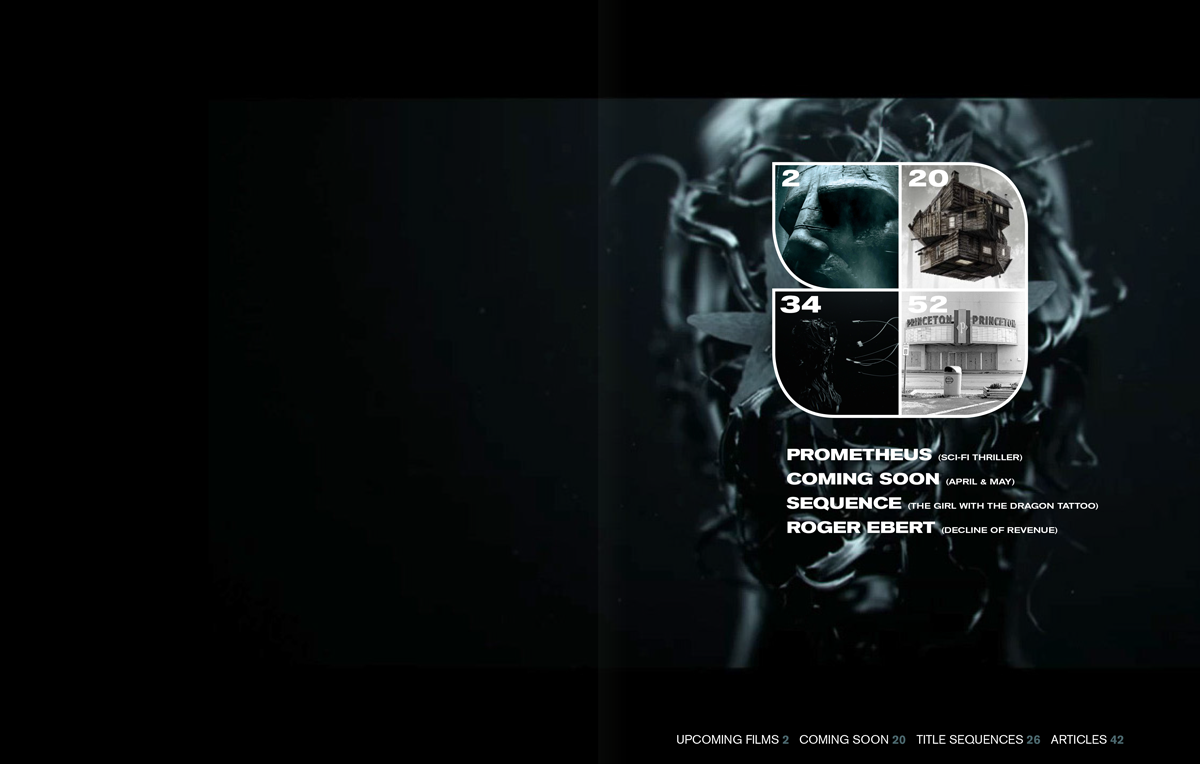 2
20
34
52
PRINCETON PRINCETON
PROMETHEUS (SCI-FI THRILLER)
COMING SOON (APRIL & MAY)
SEQUENCE (THE GIRL WITH THE DRAGON TATTOO)
ROGER EBERT (DECLINE OF REVENUE)
UPCOMING FILMS 2 COMING SOON 20 TITLE SEQUENCES 26 ARTICLES 42